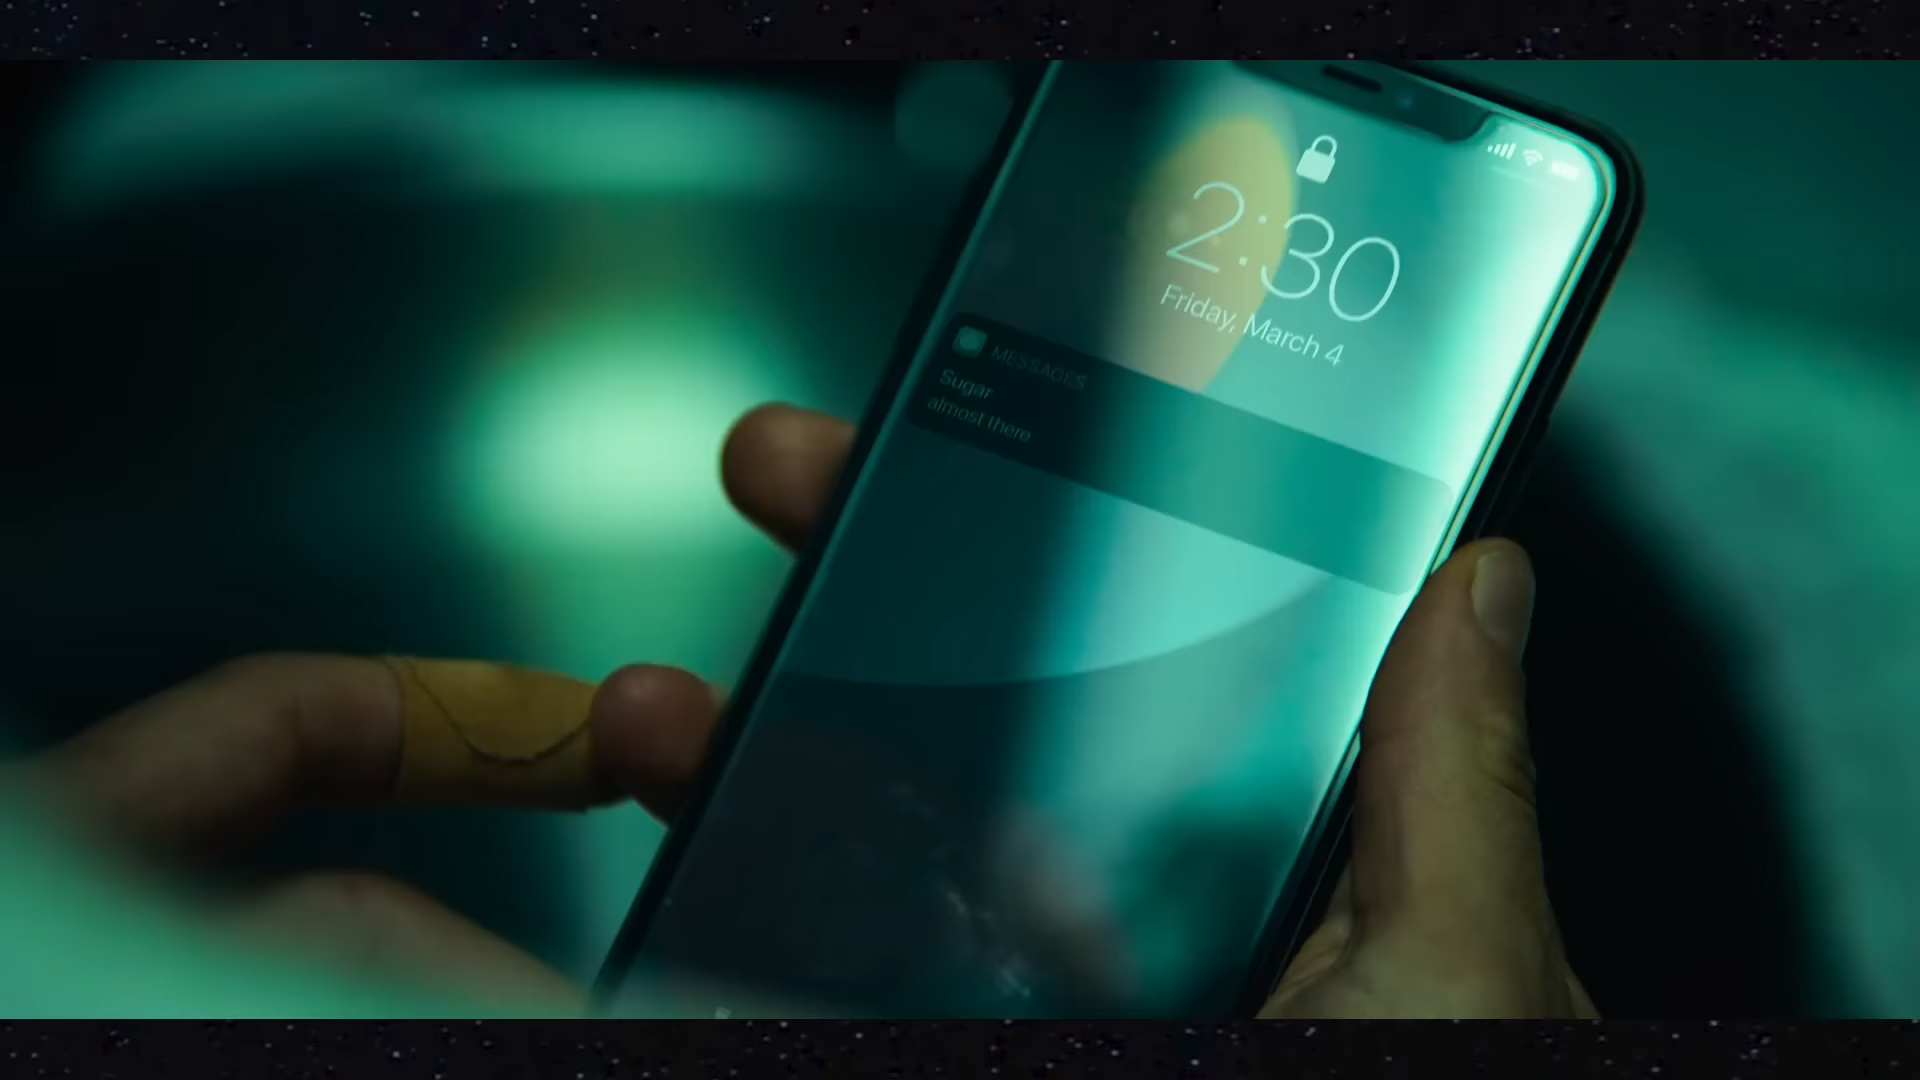 2:30
Friday, March 4
MESSAGES
Sugar
almost there